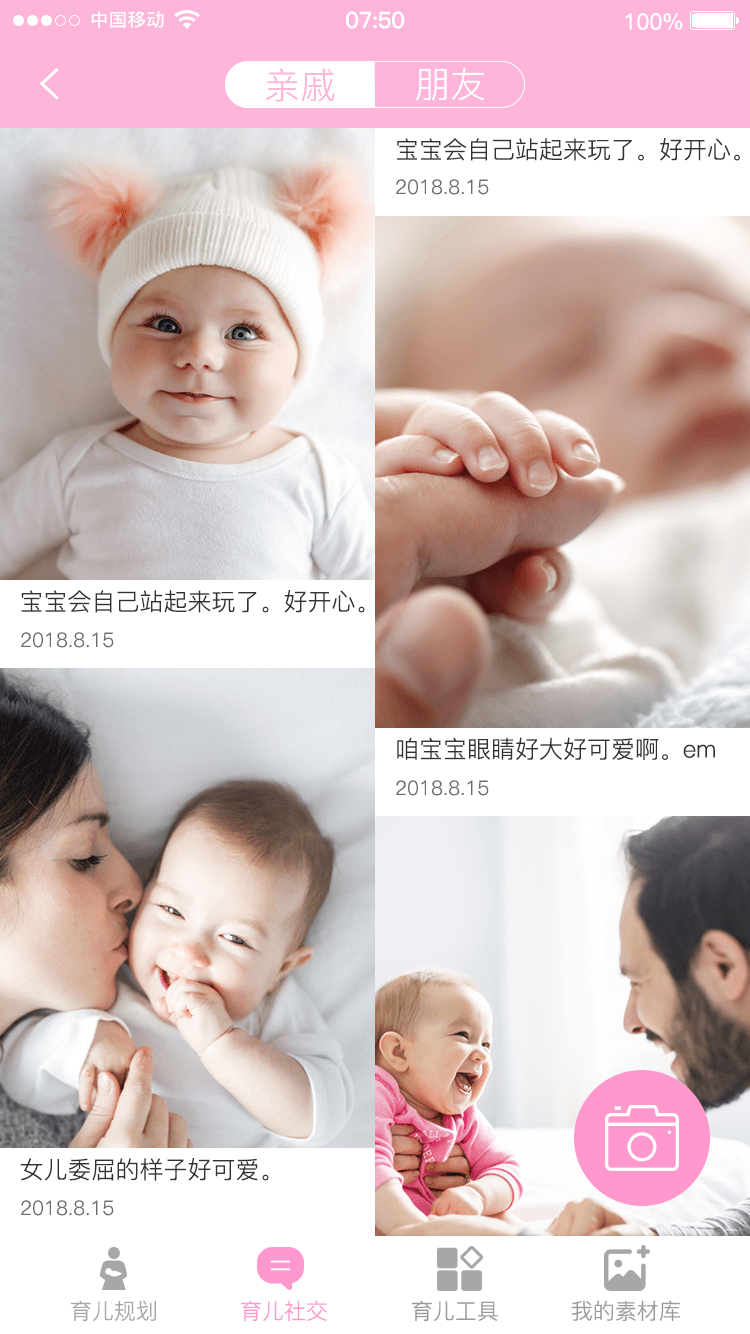 中国移动
07:50
100%
亲戚
朋友
宝宝会自己站起来玩了。好开心。
2018.8.15
宝宝会自己站起来玩了。好开心。
2018.8.15
咱宝宝眼睛好大好可爱啊。em
2018.8.15
女儿委屈的样子好可爱。
2018.8.15
育儿规划
育儿社交
育儿工具
我的素材库